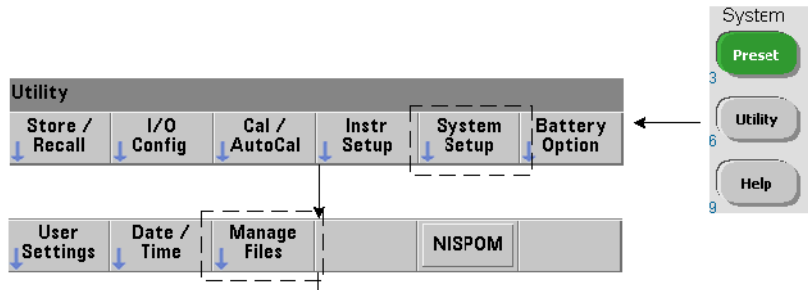 System
Preset
3
Utility
Store / Recall
I/O Config
Cal / AutoCal
Instr Setup
System Setup
Battery Option
Utility
6
Help
9
User Settings
Date / Time
Manage Files
NISPOM